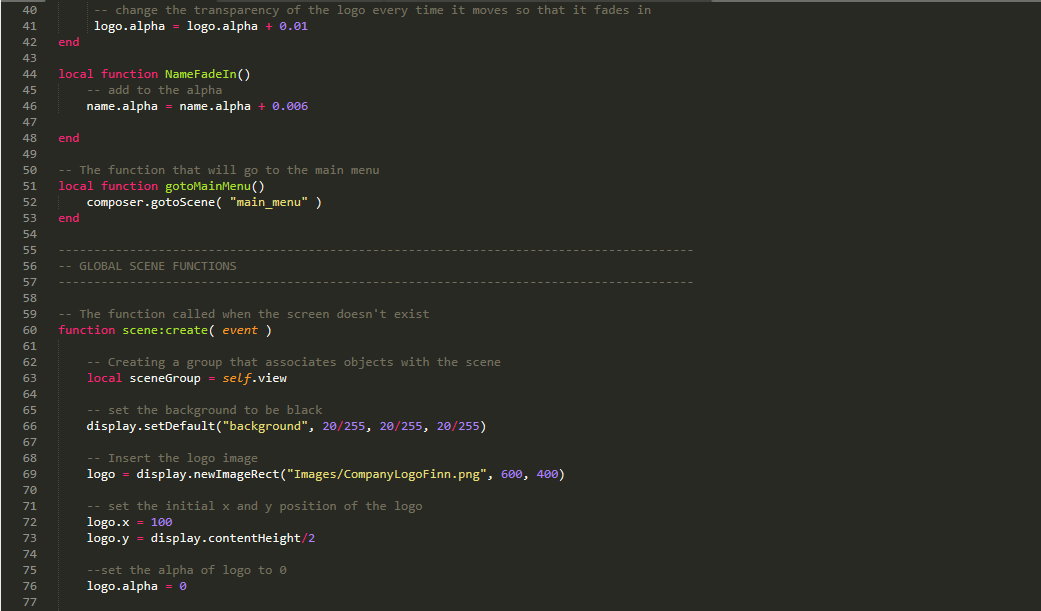 40 -- change the transparency of the logo every time it moves so that it fades in
41 logo.alpha = logo.alpha + 0.01
42 end
43
44 local function NameFadeIn()
45 -- add to the alpha
46 name.alpha = name.alpha + 0.006
47
48 end
49
50 -- The function that will go to the main menu
51 local function gotoMainMenu()
52 composer.gotoScene( "main_menu" )
53 end
54
55 -----------------------------------------------------------------------------------------
56 -- GLOBAL SCENE FUNCTIONS
57 -----------------------------------------------------------------------------------------
58
59 -- The function called when the screen doesn't exist
60 function scene:create( event )
61
62 -- Creating a group that associates objects with the scene
63 local sceneGroup = self.view
64
65 -- set the background to be black
66 display.setDefault("background", 20/255, 20/255, 20/255)
67
68 -- Insert the logo image
69 logo = display.newImageRect("Images/CompanyLogoFinn.png", 600, 400)
70
71 -- set the initial x and y position of the logo
72 logo.x = 100
73 logo.y = display.contentHeight/2
74
75 --set the alpha of logo to 0
76 logo.alpha = 0
77